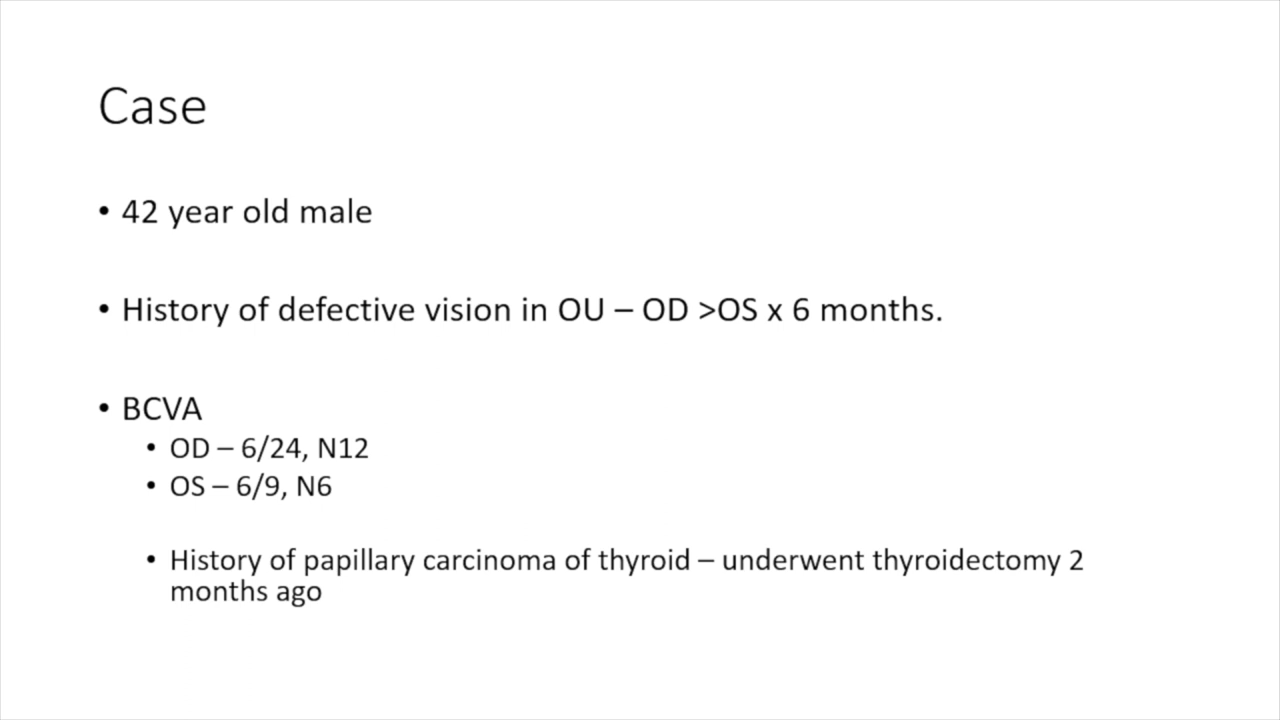 Case
• 42 year old male
• History of defective vision in OU – OD >OS x 6 months.
• BCVA
• OD – 6/24, N12
• OS – 6/9, N6
• History of papillary carcinoma of thyroid – underwent thyroidectomy 2
months ago